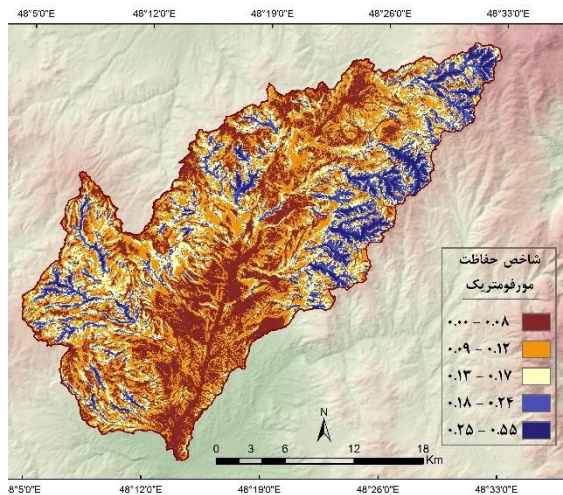 48°5'0"E 48°12'0"E 48°19'0"E 48°26'0"E 48°33'0"E
شاخص حفاظت
مورفومتریک
۰.۰۰ – ۰.۰۸
۰.۰۹ – ۰.۱۲
۰.۱۳ – ۰.۱۷
۰.۱۸ – ۰.۲۴
۰.۲۵ – ۰.۵۵
N
0 3 6 12 18
Km
48°5'0"E 48°12'0"E 48°19'0"E 48°26'0"E 48°33'0"E